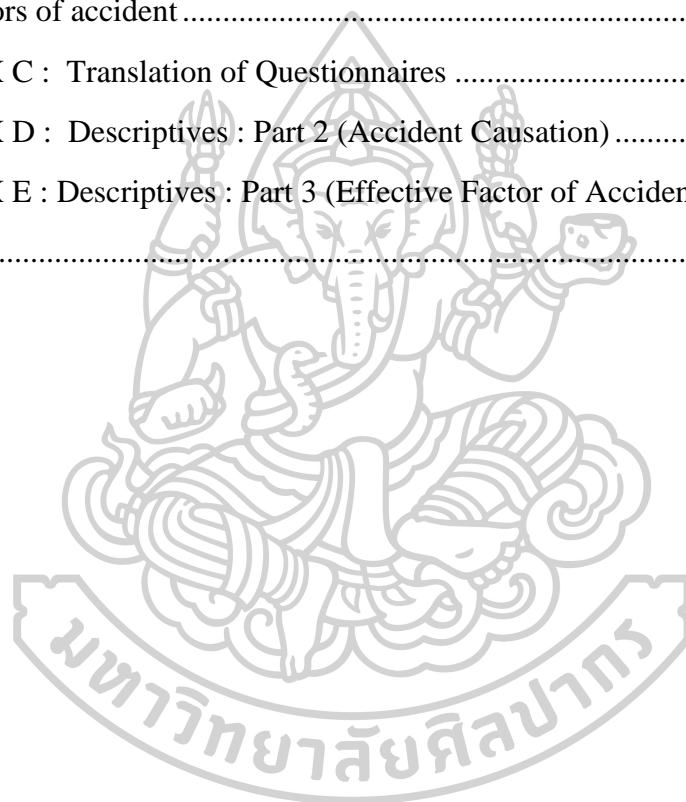 ors of accident ........................................................................
X C : Translation of Questionnaires ................................
X D : Descriptives : Part 2 (Accident Causation) ..........
X E : Descriptives : Part 3 (Effective Factor of Acciden
................................................................................................
มหาวิทยาลัยศิลปากร